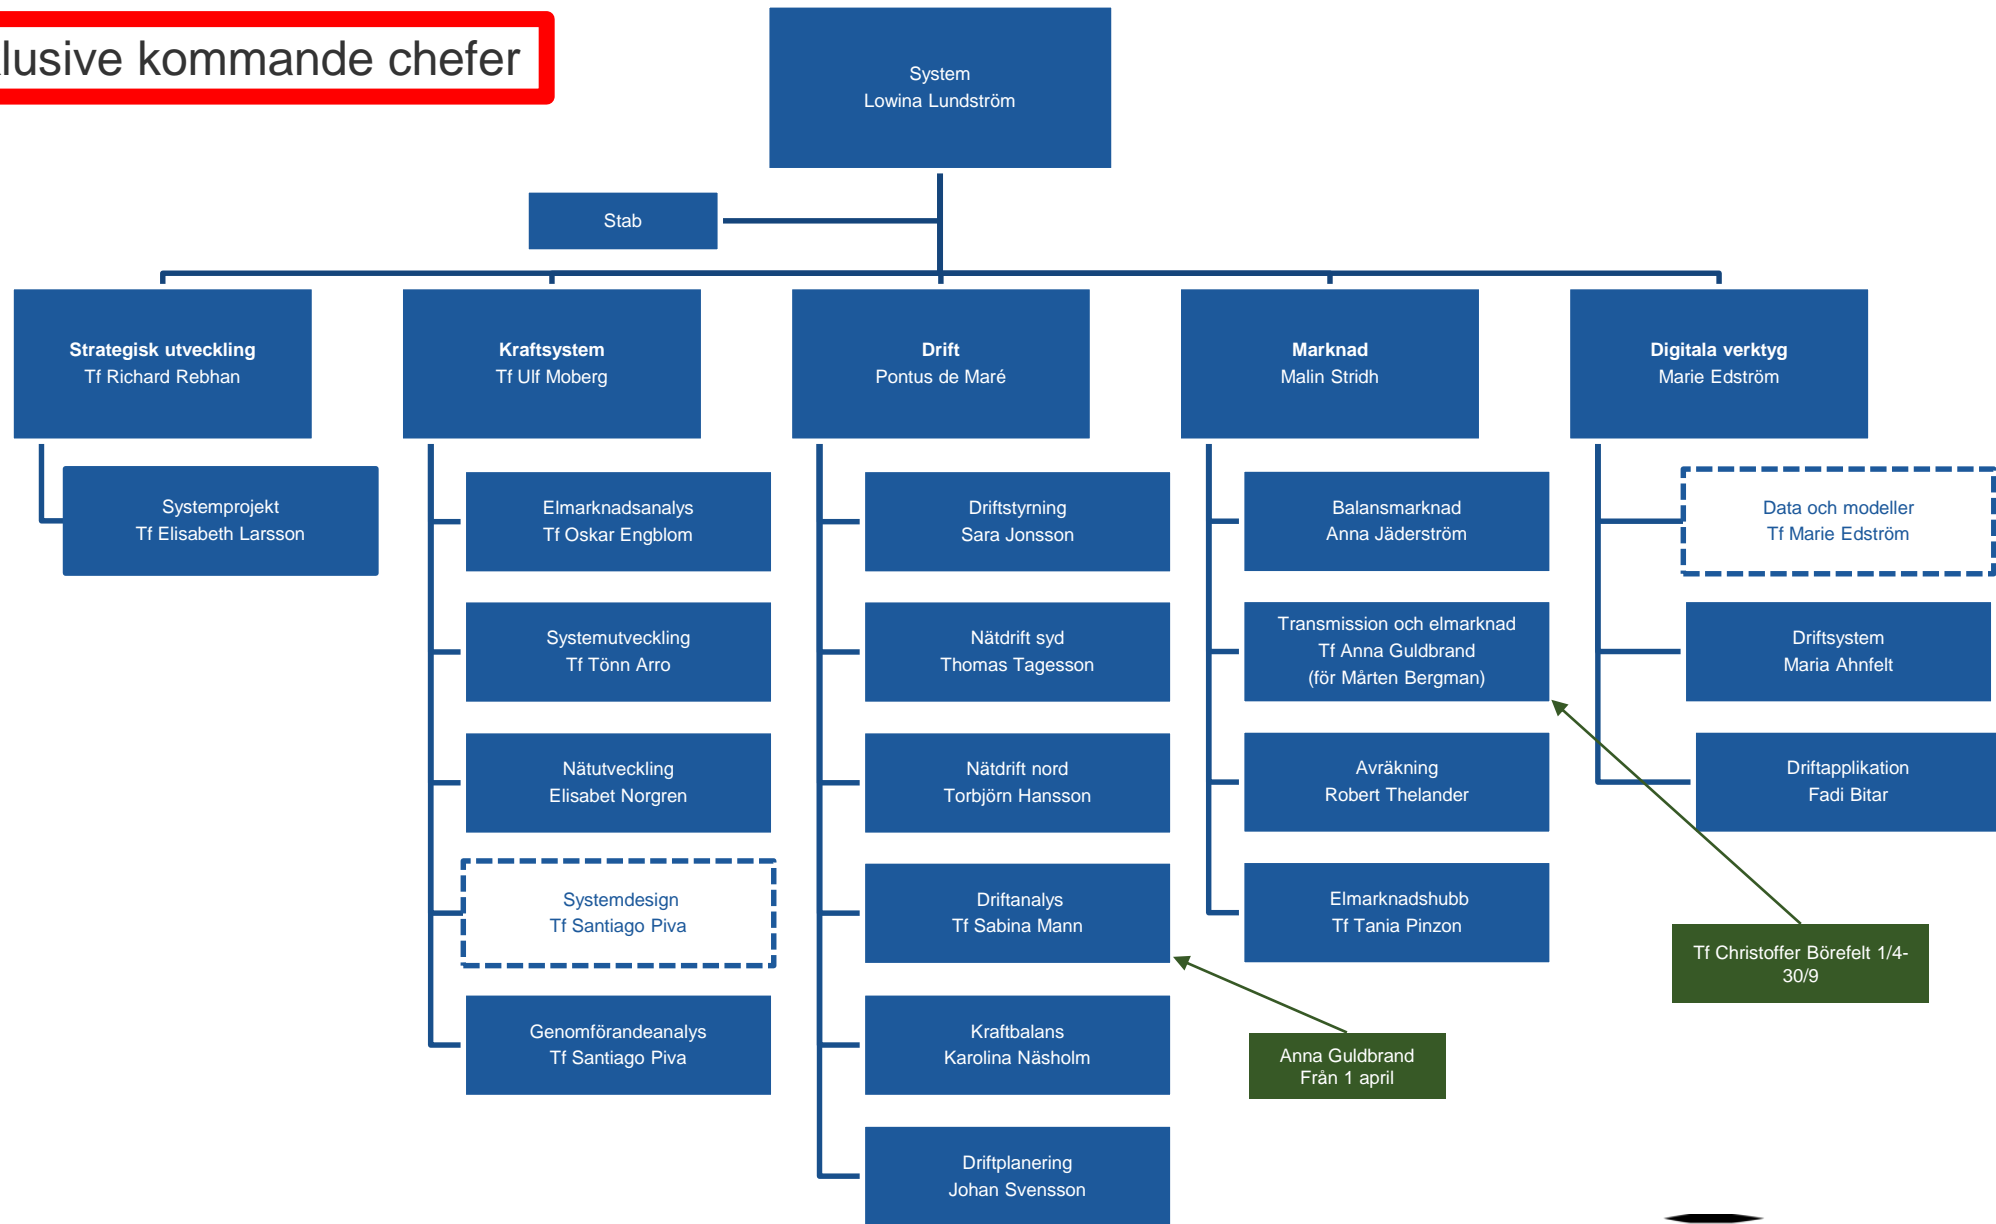 lusive kommande chefer
System
Lowina Lundström
Stab
Strategisk utveckling
Tf Richard Rebhan
Kraftsystem
Tf Ulf Moberg
Drift
Pontus de Maré
Marknad
Malin Stridh
Digitala verktyg
Marie Edström
Systemprojekt
Tf Elisabeth Larsson
Elmarknadsanalys
Tf Oskar Engblom
Systemutveckling
Tf Tönn Arro
Nätutveckling
Elisabet Norgren
Systemdesign
Tf Santiago Piva
Genomförandeanalys
Tf Santiago Piva
Driftstyrning
Sara Jonsson
Nätdrift syd
Thomas Tagesson
Nätdrift nord
Torbjörn Hansson
Driftanalys
Tf Sabina Mann
Kraftbalans
Karolina Näsholm
Driftplanering
Johan Svensson
Balansmarknad
Anna Jäderström
Transmission och elmarknad
Tf Anna Guldbrand
(för Mårten Bergman)
Avräkning
Robert Thelander
Elmarknadshubb
Tf Tania Pinzon
Data och modeller
Tf Marie Edström
Driftsystem
Maria Ahnfelt
Driftapplikation
Fadi Bitar
Tf Christoffer Börefelt 1/4-
30/9
Anna Guldbrand
Från 1 april